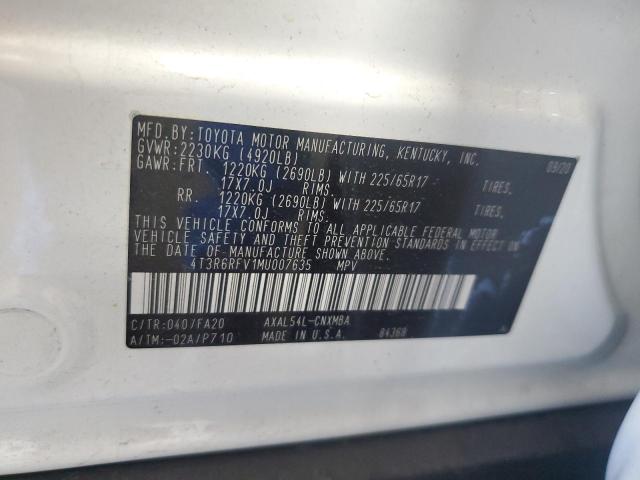 MFD.BY:TOYOTA MOTOR MANUFACTURING, KENTUCKY, INC.
GVWR:2230KG (4920LB) 09/20
GAWR:FRT. 1220KG (2690LB) WITH 225/65R17 TIRES,
17X7.0J RIMS,
RR. 1220KG (2690LB) WITH 225/65R17 TIRES,
17X7.0J RIMS.
THIS VEHICLE CONFORMS TO ALL APPLICABLE FEDERAL MOTOR
VEHICLE SAFETY AND THEFT PREVENTION STANDARDS IN EFFECT ON
THE DATE OF MANUFACTURE SHOWN ABOVE.
4T3R6RFV1MU007635 MPV
C/TR:040/FA20 AXAL54L-CNXMBA
A/TM:-02A/P710 MADE IN U.S.A. 84368